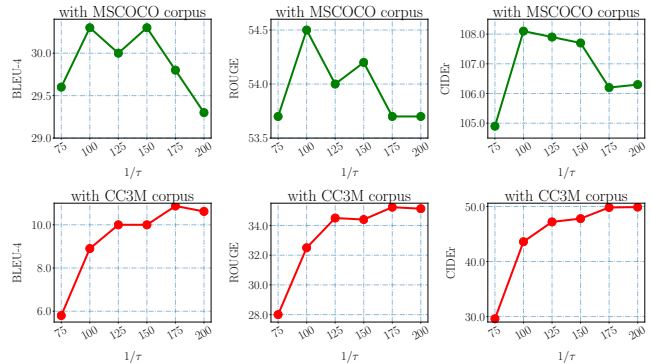 with MSCOCO corpus
BLEU-4
30.0
29.5
29.0
75 100 125 150 175 200
1/τ
with MSCOCO corpus
ROUGE
54.5
54.0
53.5
75 100 125 150 175 200
1/τ
with MSCOCO corpus
CIDEr
108.0
107.0
106.0
105.0
75 100 125 150 175 200
1/τ
with CC3M corpus
BLEU-4
10.0
8.0
6.0
75 100 125 150 175 200
1/τ
with CC3M corpus
ROUGE
34.0
32.0
30.0
28.0
75 100 125 150 175 200
1/τ
with CC3M corpus
CIDEr
50.0
40.0
30.0
75 100 125 150 175 200
1/τ